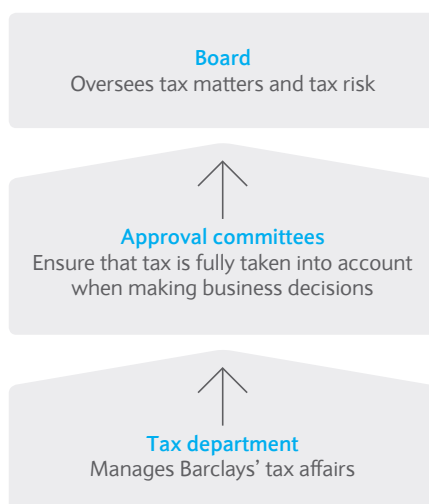 Board
Oversees tax matters and tax risk
Approval committees
Ensure that tax is fully taken into account
when making business decisions
Tax department
Manages Barclays’ tax affairs